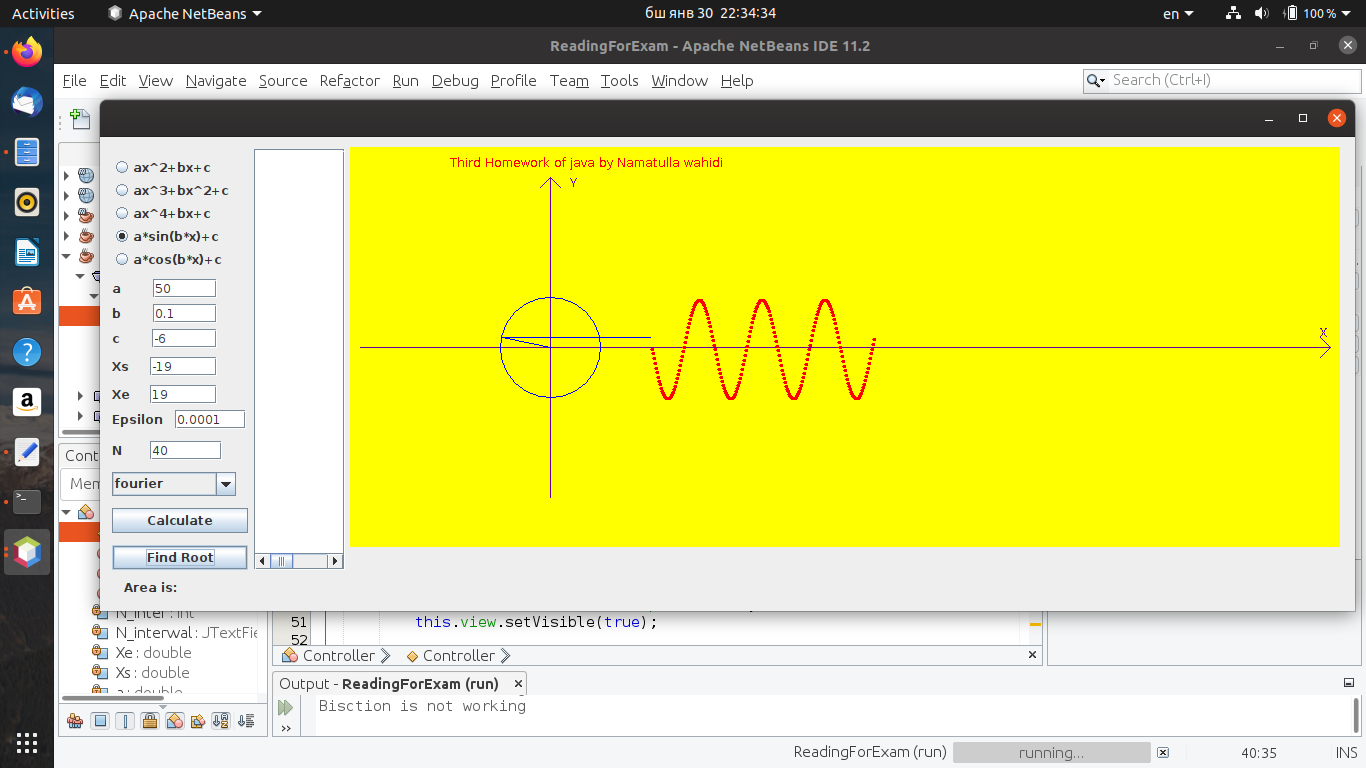 Activities
Apache NetBeans
бш янв 30 22:34:34
en
100 %
ReadingForExam - Apache NetBeans IDE 11.2
File Edit View Navigate Source Refactor Run Debug Profile Team Tools Window Help
Search (Ctrl+I)
ax^2+bx+c
ax^3+bx^2+c
ax^4+bx+c
a*sin(b*x)+c
a*cos(b*x)+c
a 50
b 0.1
c -6
Xs -19
Xe 19
Epsilon 0.0001
N 40
fourier
Calculate
Find Root
Area is:
Third Homework of java by Namatulla wahidi
Y
X
Cont
Mem
N_inter : int
N_interwal : JTextFie
Xe : double
Xs : double
a : double
51 this.view.setVisible(true);
52
Controller
Controller
Output - ReadingForExam (run)
Bisction is not working
ReadingForExam (run)
running...
40:35
INS